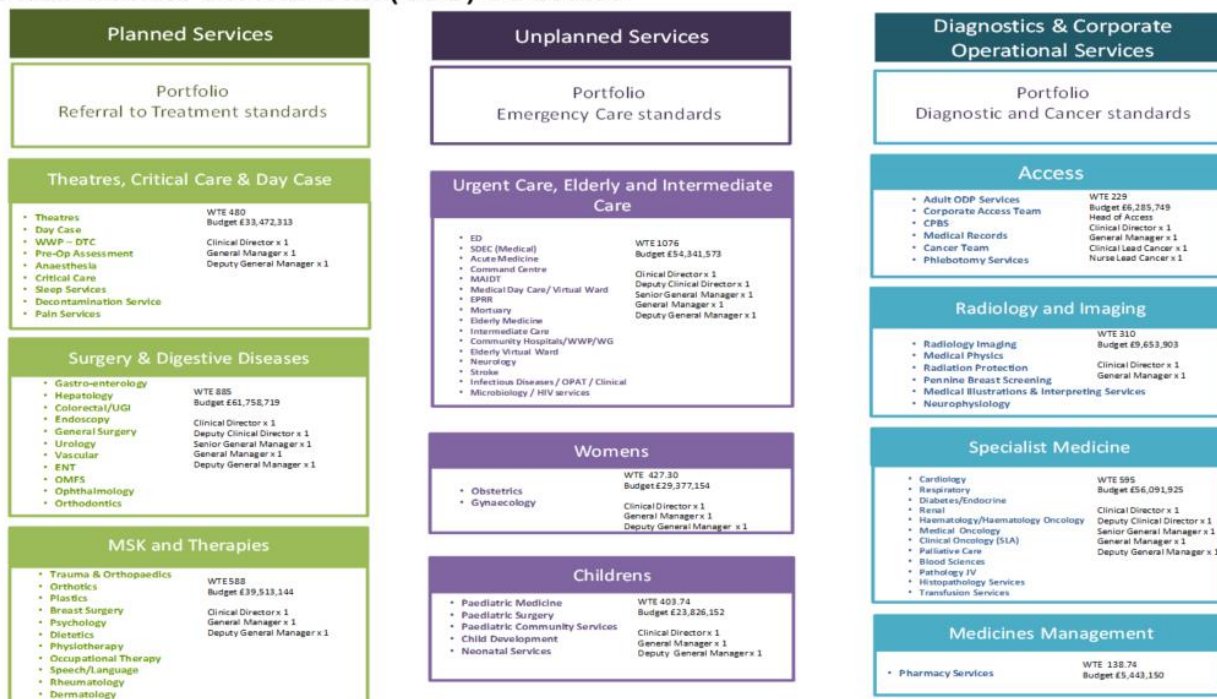 Planned Services
Portfolio
Referral to Treatment standards
Theatres, Critical Care & Day Case
• Theatres
• Day Case
• WWP – DTC
• Pre-Op Assessment
• Anaesthesia
• Critical Care
• Sleep Services
• Decontamination Service
• Pain Services
WTE 480
Budget £33,472,313
Clinical Director x 1
General Manager x 1
Deputy General Manager x 1
Surgery & Digestive Diseases
• Gastro-enterology
• Hepatology
• Colorectal/UGI
• Endoscopy
• General Surgery
• Urology
• Vascular
• ENT
• OMFS
• Ophthalmology
• Orthodontics
WTE 885
Budget £61,758,719
Clinical Director x 1
Deputy Clinical Director x 1
Senior General Manager x 1
General Manager x 1
Deputy General Manager x 1
MSK and Therapies
• Trauma & Orthopaedics
• Orthotics
• Plastics
• Breast Surgery
• Psychology
• Dietetics
• Physiotherapy
• Occupational Therapy
• Speech/Language
• Rheumatology
• Dermatology
WTE 588
Budget £39,513,144
Clinical Director x 1
General Manager x 1
Deputy General Manager x 1
Unplanned Services
Portfolio
Emergency Care standards
Urgent Care, Elderly and Intermediate
Care
• ED
• SDEC (Medical)
• Acute Medicine
• Command Centre
• MAIDT
• Medical Day Care/ Virtual Ward
• EPRR
• Mortuary
• Elderly Medicine
• Intermediate Care
• Community Hospitals/WWP/WG
• Elderly Virtual Ward
• Neurology
• Stroke
• Infectious Diseases / OPAT / Clinical
• Microbiology / HIV services
WTE 1076
Budget £54,341,573
Clinical Director x 1
Deputy Clinical Director x 1
Senior General Manager x 1
General Manager x 1
Deputy General Manager x 1
Womens
• Obstetrics
• Gynaecology
WTE 427.30
Budget £29,377,154
Clinical Director x 1
General Manager x 1
Deputy General Manager x 1
Childrens
• Paediatric Medicine
• Paediatric Surgery
• Paediatric Community Services
• Child Development
• Neonatal Services
WTE 403.74
Budget £23,826,152
Clinical Director x 1
General Manager x 1
Deputy General Manager x 1
Diagnostics & Corporate
Operational Services
Portfolio
Diagnostic and Cancer standards
Access
• Adult ODP Services
• Corporate Access Team
• CPBS
• Medical Records
• Cancer Team
• Phlebotomy Services
WTE 229
Budget £6,285,749
Head of Access
Clinical Director x 1
General Manager x 1
Clinical Lead Cancer x 1
Nurse Lead Cancer x 1
Radiology and Imaging
• Radiology Imaging
• Medical Physics
• Radiation Protection
• Pennine Breast Screening
• Medical Illustrations & Interpreting Services
• Neurophysiology
WTE 310
Budget £9,653,903
Clinical Director x 1
General Manager x 1
Specialist Medicine
• Cardiology
• Respiratory
• Diabetes/Endocrine
• Renal
• Haematology/Haematology Oncology
• Medical Oncology
• Clinical Oncology (SLA)
• Palliative Care
• Blood Sciences
• Pathology JV
• Histopathology Services
• Transfusion Services
WTE 595
Budget £56,091,925
Clinical Director x 1
Deputy Clinical Director x 1
Senior General Manager x 1
General Manager x 1
Deputy General Manager x 1
Medicines Management
• Pharmacy Services
WTE 138.74
Budget £5,443,150